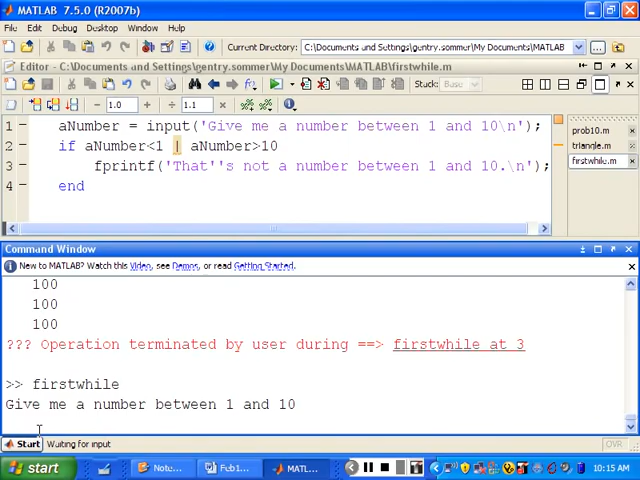 MATLAB 7.5.0 (R2007b)
File Edit Debug Desktop Window Help
Current Directory: C:\Documents and Settings\gentry.sommer\My Documents\MATLAB
Editor - C:\Documents and Settings\gentry.sommer\My Documents\MATLAB\firstwhile.m
Stack: Base
− 1.0 + ÷ 1.1 ×
1 aNumber = input('Give me a number between 1 and 10\n');
2 if aNumber<1 | aNumber>10
3 fprintf('That''s not a number between 1 and 10.\n');
4 end
prob10.m
triangle.m
firstwhile.m
Command Window
New to MATLAB? Watch this Video, see Demos, or read Getting Started.
100
100
100
??? Operation terminated by user during ==> firstwhile at 3
>> firstwhile
Give me a number between 1 and 10
Start Waiting for input OVR
start Note... Feb1... MATL... 10:15 AM